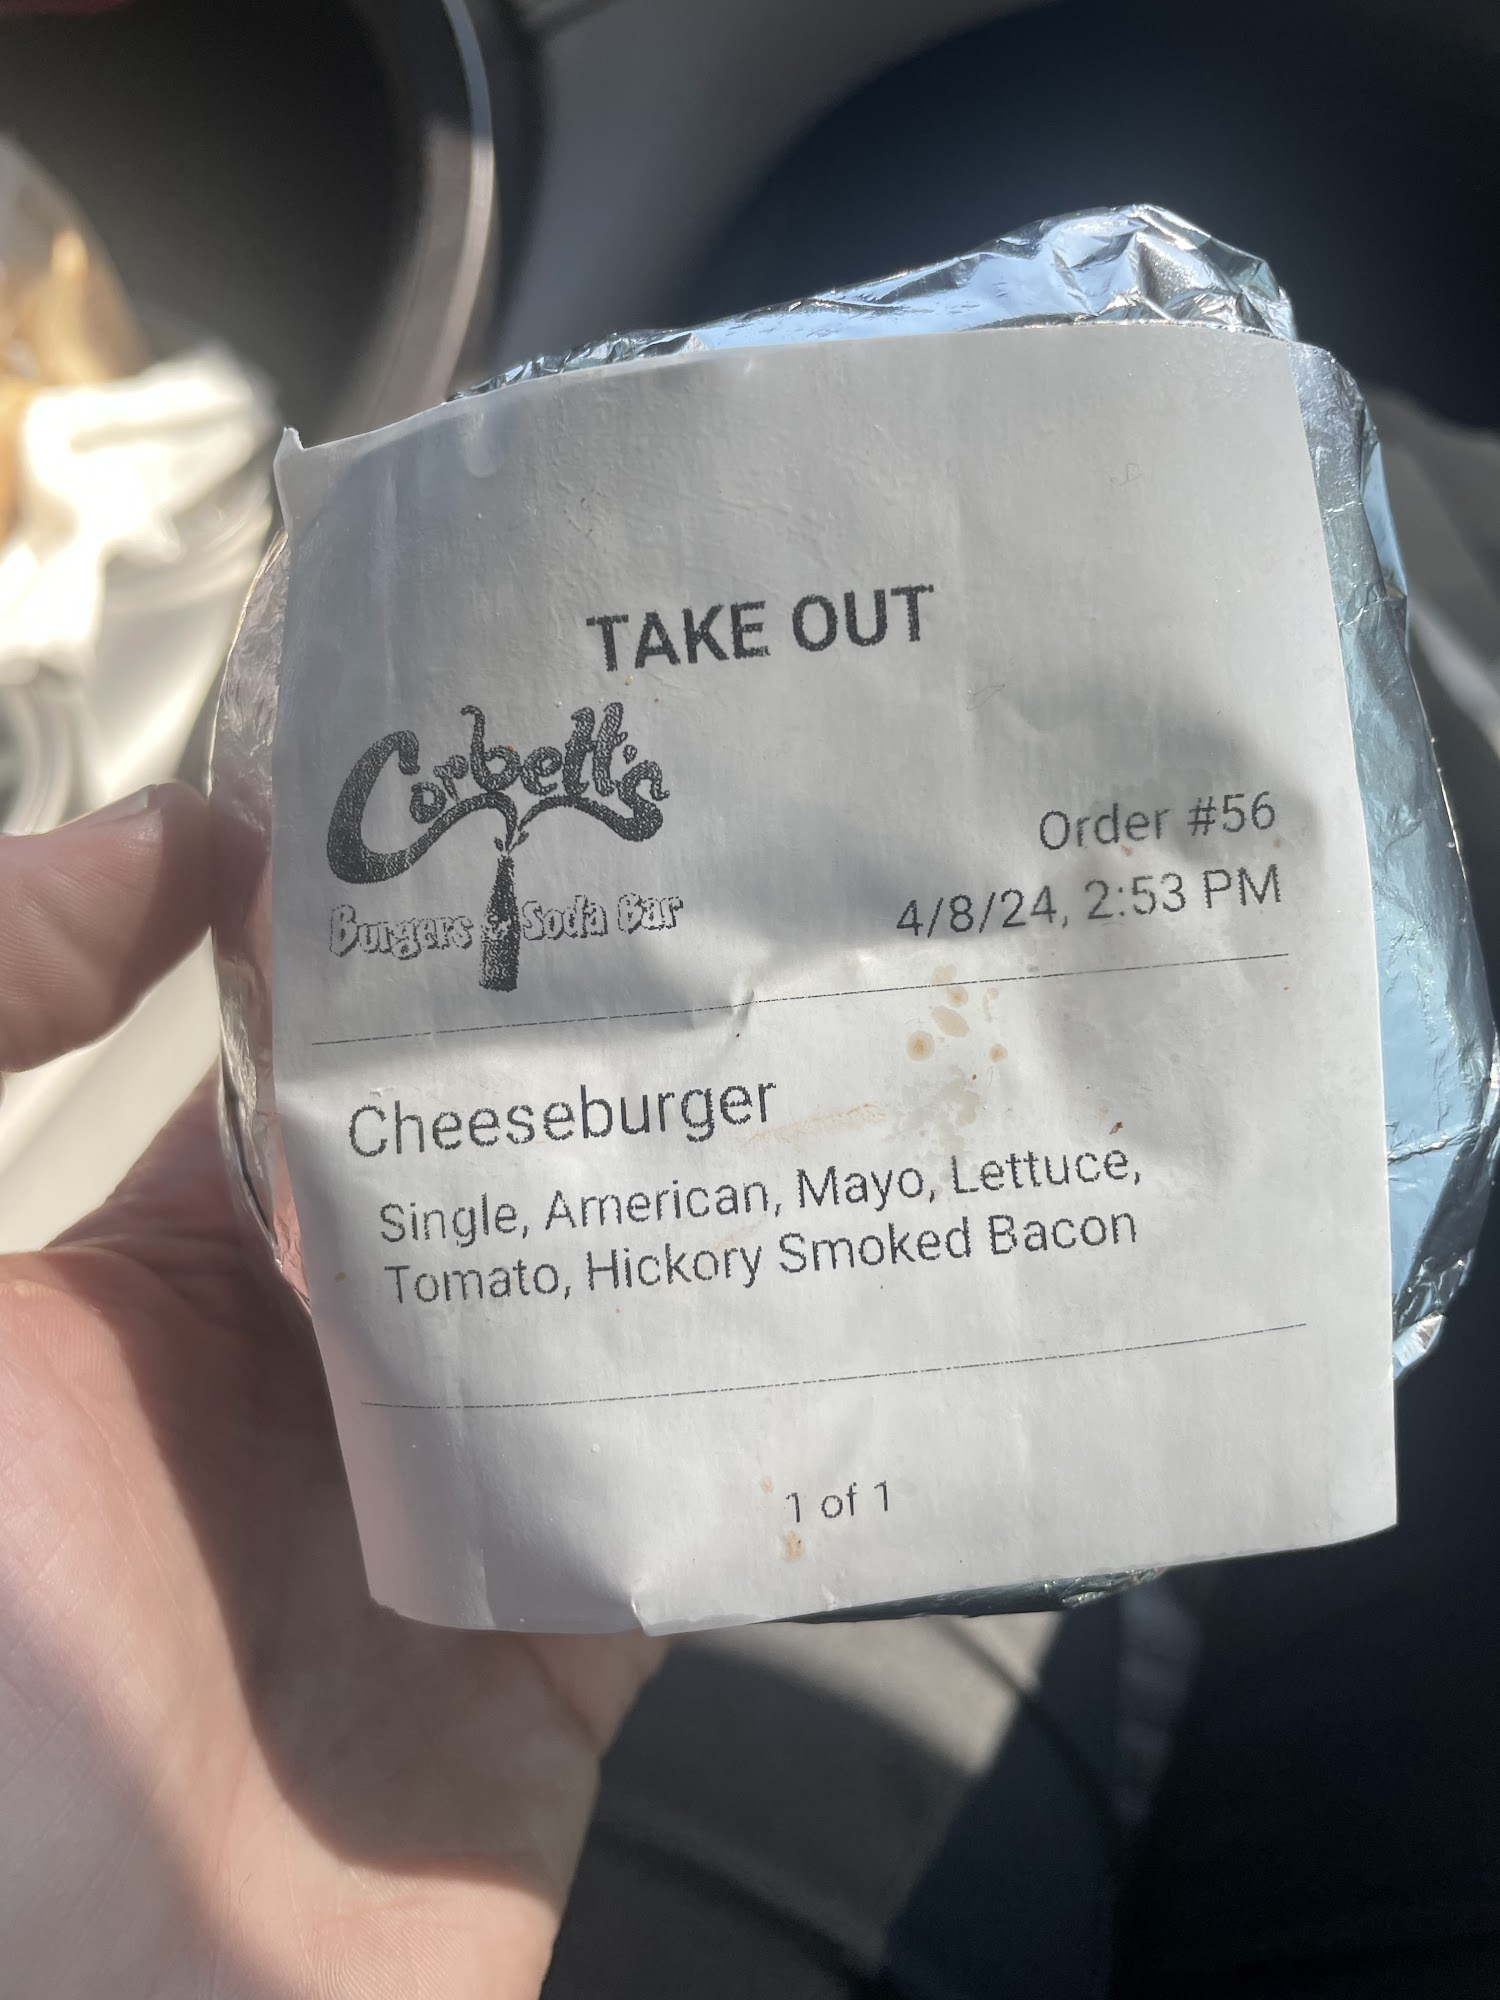 TAKE OUT
Corbett's
Burgers & Soda Bar
Order #56
4/8/24, 2:53 PM
Cheeseburger
Single, American, Mayo, Lettuce,
Tomato, Hickory Smoked Bacon
1 of 1